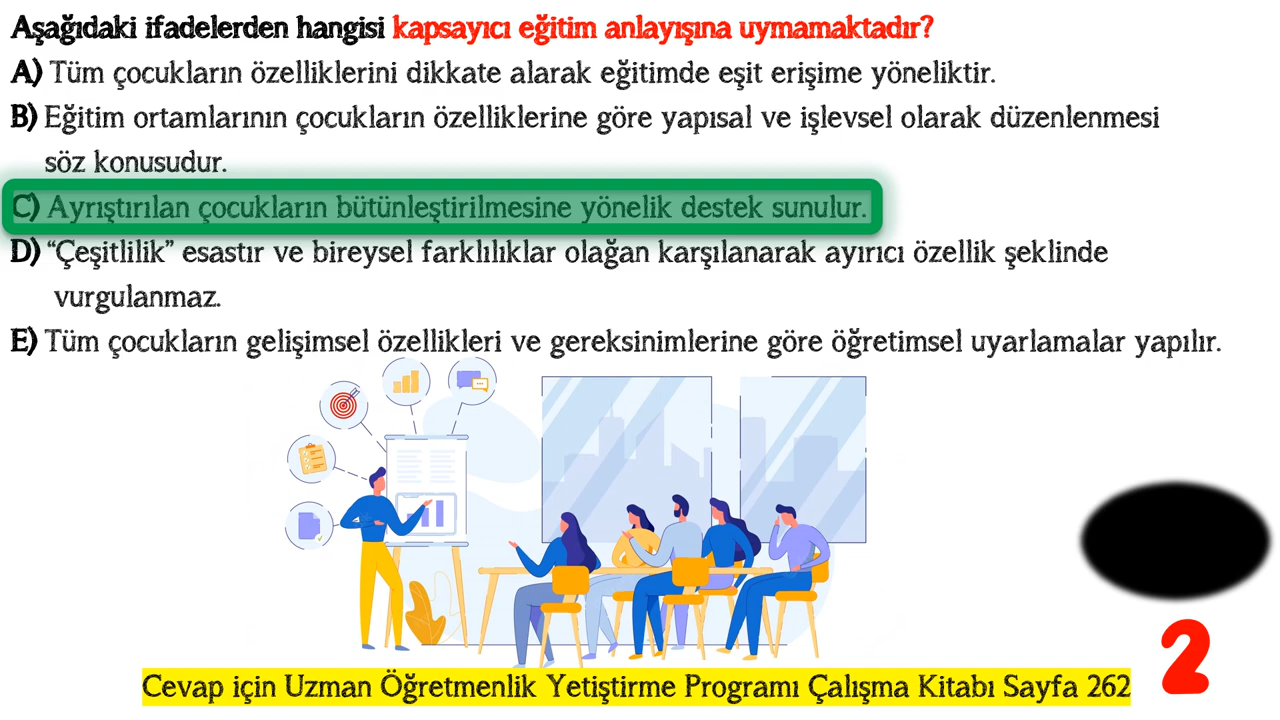 Aşağıdaki ifadelerden hangisi kapsayıcı eğitim anlayışına uymamaktadır?
A) Tüm çocukların özelliklerini dikkate alarak eğitimde eşit erişime yöneliktir.
B) Eğitim ortamlarının çocukların özelliklerine göre yapısal ve işlevsel olarak düzenlenmesi
söz konusudur.
C) Ayrıştırılan çocukların bütünleştirilmesine yönelik destek sunulur.
D) “Çeşitlilik” esastır ve bireysel farklılıklar olağan karşılanarak ayırıcı özellik şeklinde
vurgulanmaz.
E) Tüm çocukların gelişimsel özellikleri ve gereksinimlerine göre öğretimsel uyarlamalar yapılır.
2
Cevap için Uzman Öğretmenlik Yetiştirme Programı Çalışma Kitabı Sayfa 262